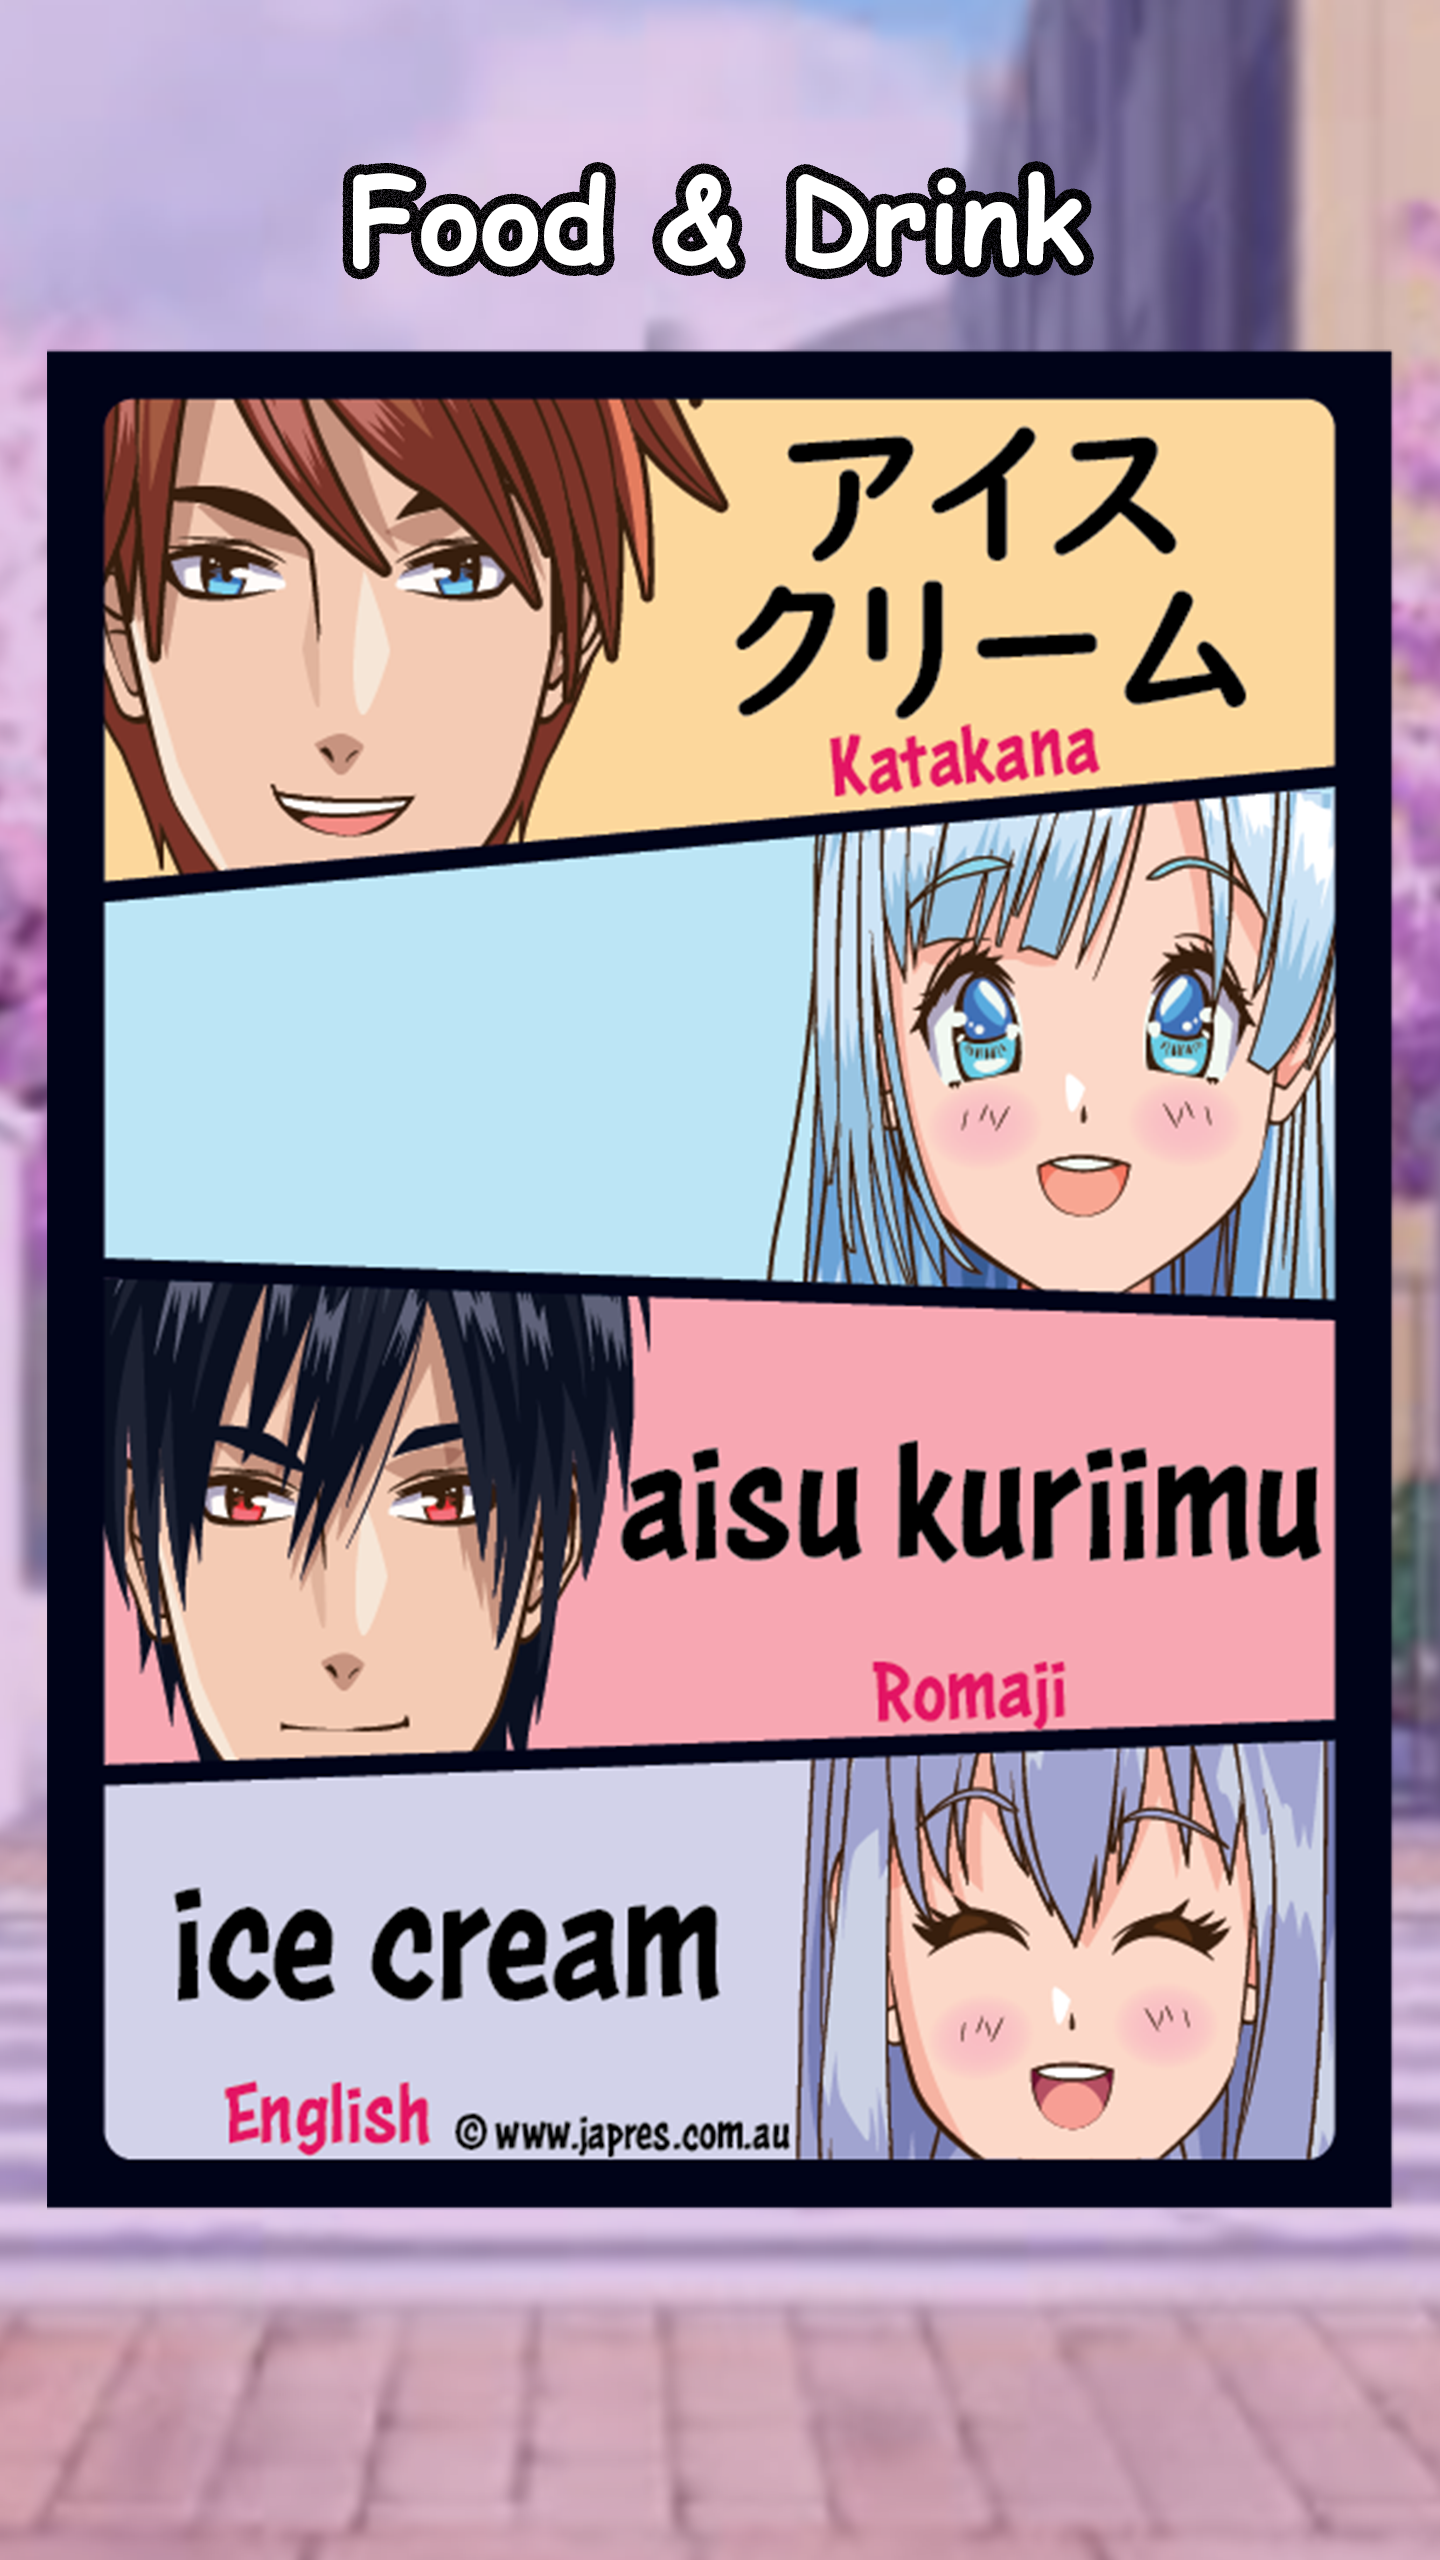 Food & Drink
アイス
クリーム
Katakana
aisu kuriimu
Romaji
ice cream
English
© www.japres.com.au